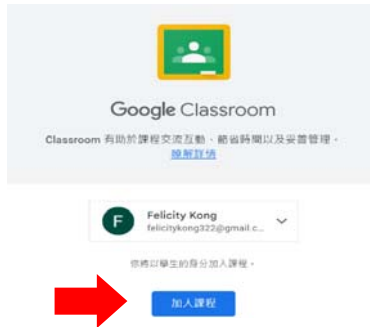 Google Classroom
Classroom 有助於課程交流互動、節省時間以及妥善管理。
瞭解詳情
F
Felicity Kong
felicitykong322@gmail.c...
你將以學生的身分加入課程。
加入課程